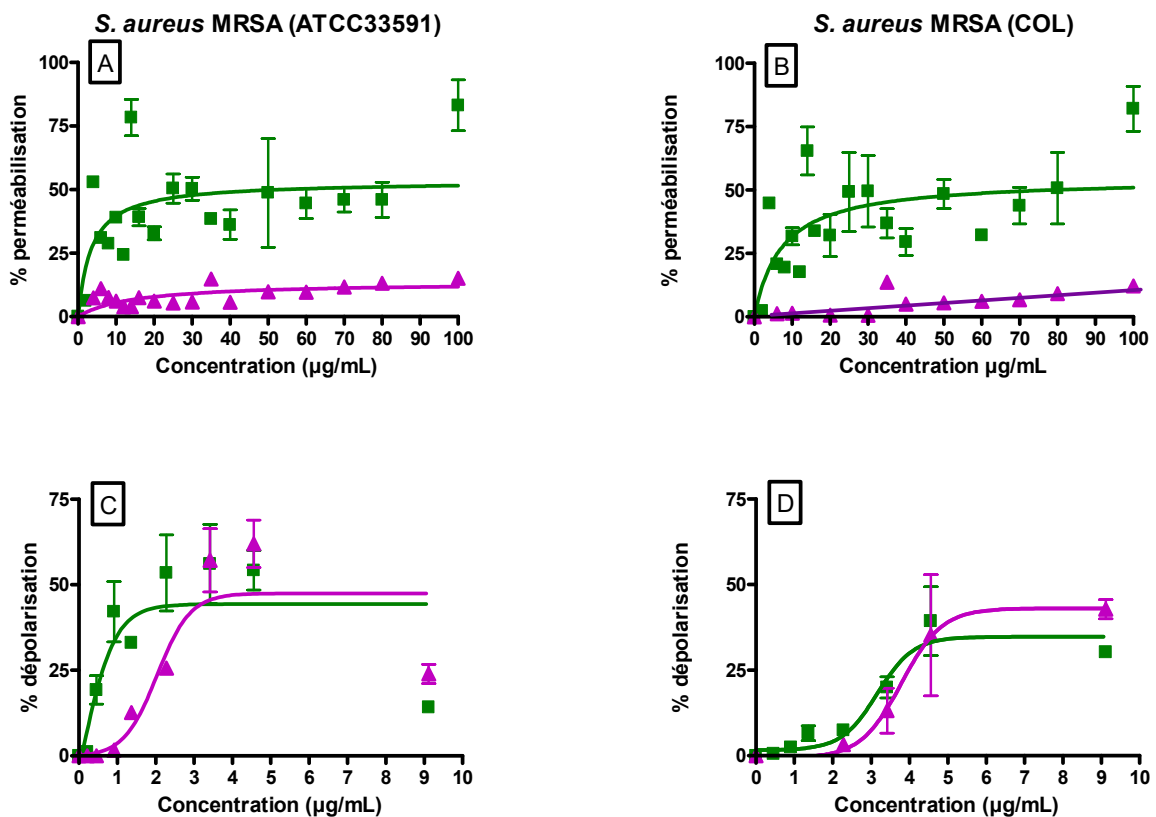 S. aureus MRSA (ATCC33591)
A
% perméabilisation
100
75
50
25
0
0 10 20 30 40 50 60 70 80 90 100
Concentration (µg/mL)
S. aureus MRSA (COL)
B
% perméabilisation
100
75
50
25
0
0 10 20 30 40 50 60 70 80 90 100
Concentration µg/mL
C
% dépolarisation
75
50
25
0
0 1 2 3 4 5 6 7 8 9 10
Concentration (µg/mL)
D
% dépolarisation
75
50
25
0
0 1 2 3 4 5 6 7 8 9 10
Concentration (µg/mL)